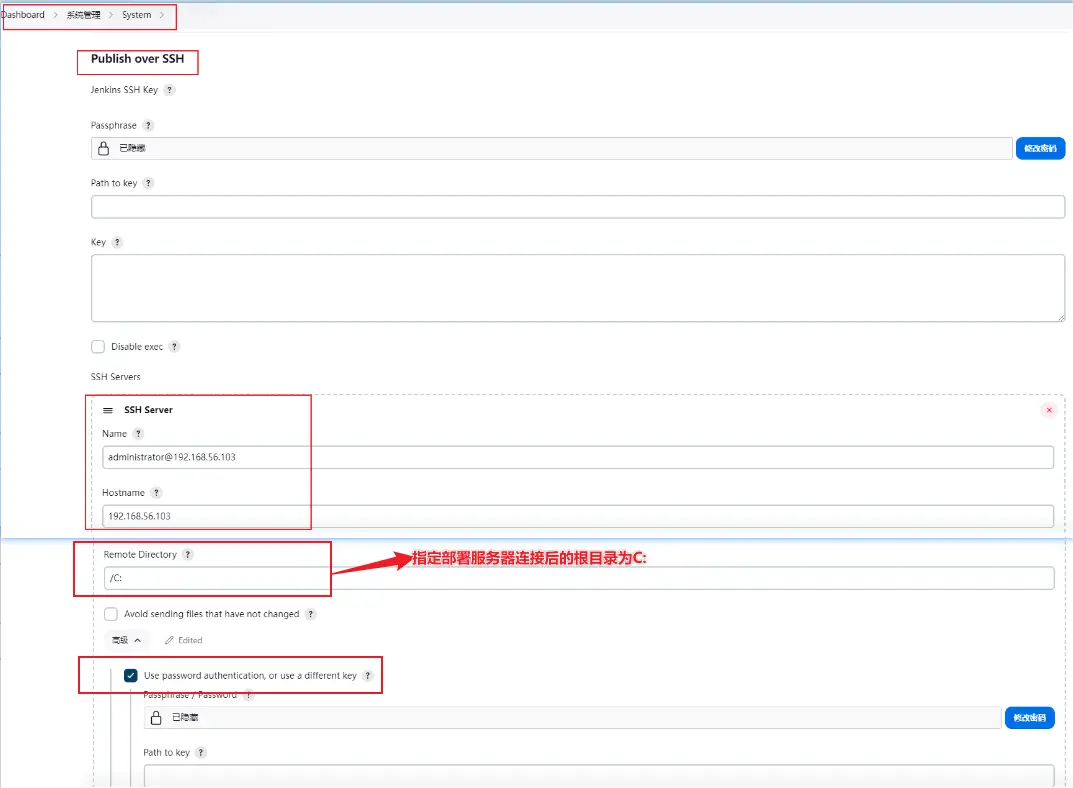 Dashboard > 系统管理 > System >
Publish over SSH
Jenkins SSH Key ?
Passphrase ?
已隐藏
修改密码
Path to key ?
Key ?
Disable exec ?
SSH Servers
SSH Server
Name ?
administrator@192.168.56.103
Hostname ?
192.168.56.103
Remote Directory ?
指定部署服务器连接后的根目录为C:
/C:
Avoid sending files that have not changed ?
高级 Edited
Use password authentication, or use a different key ?
Passphrase / Password ?
已隐藏
修改密码
Path to key ?